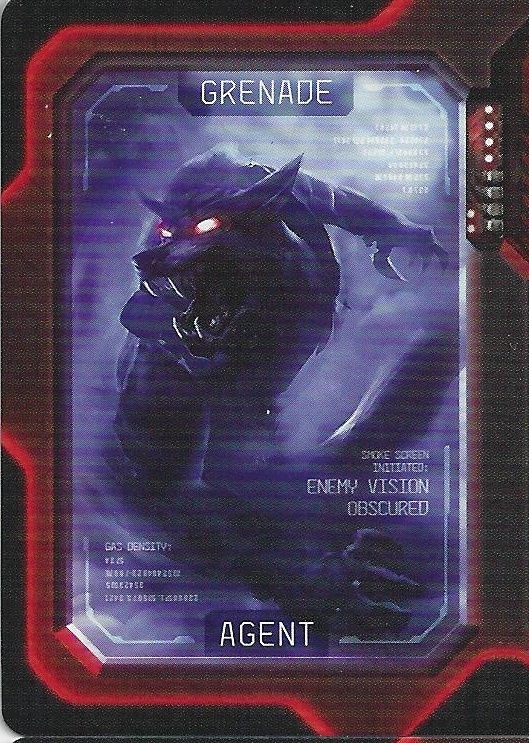 GRENADE
SMOKE SCREEN
INITIATED:
ENEMY VISION
OBSCURED
GAS DENSITY:
AGENT